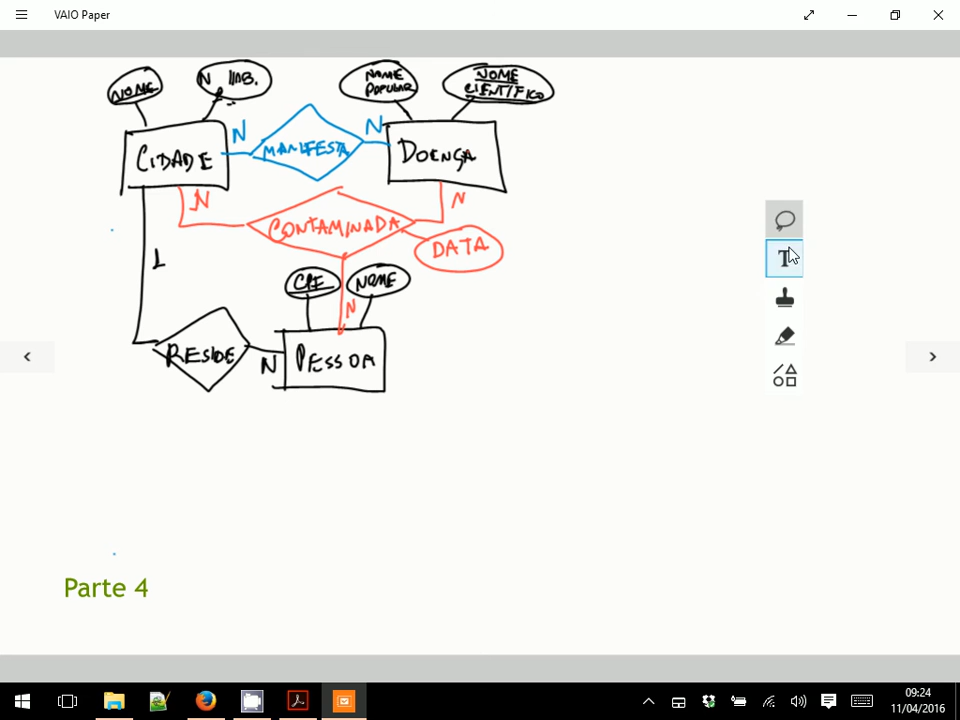 VAIO Paper
NOME
N HAB.
NOME
POPULAR
NOME
CIENTIFICO
N
N
CIDADE
MANIFESTA
DOENÇA
N
N
CONTAMINADA
DATA
1
CPF
NOME
N
RESIDE
N
PESSOA
T
Parte 4
09:24
11/04/2016